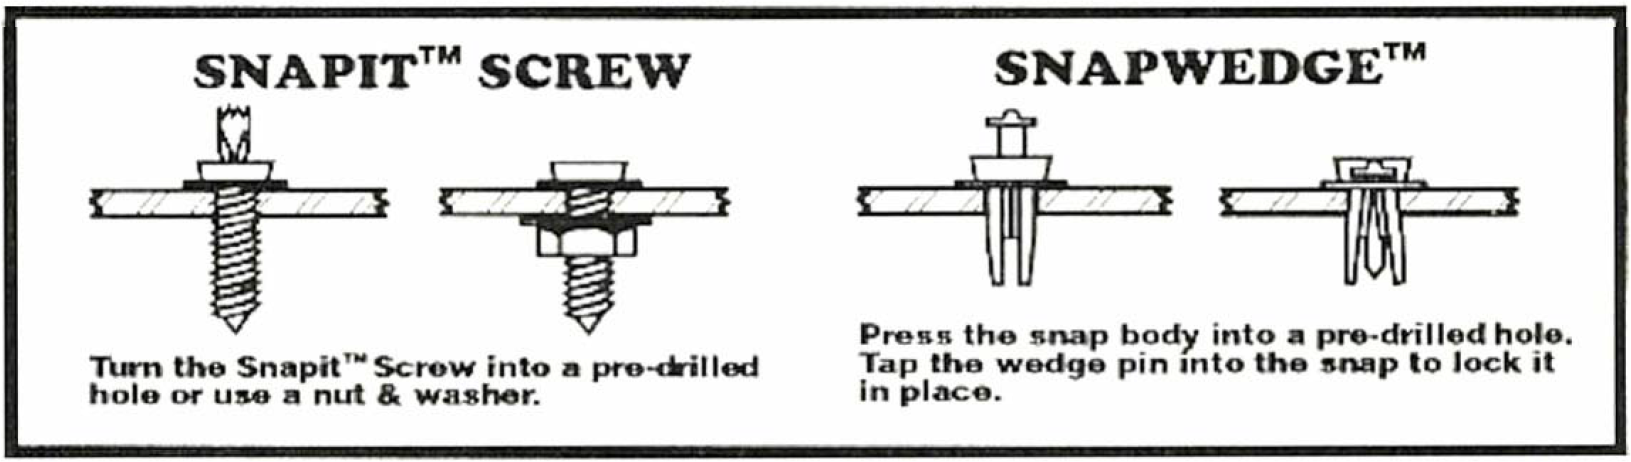 SNAPIT™ SCREW
Turn the Snapit™ Screw into a pre-drilled
hole or use a nut & washer.
SNAPWEDGE™
Press the snap body into a pre-drilled hole.
Tap the wedge pin into the snap to lock it
in place.